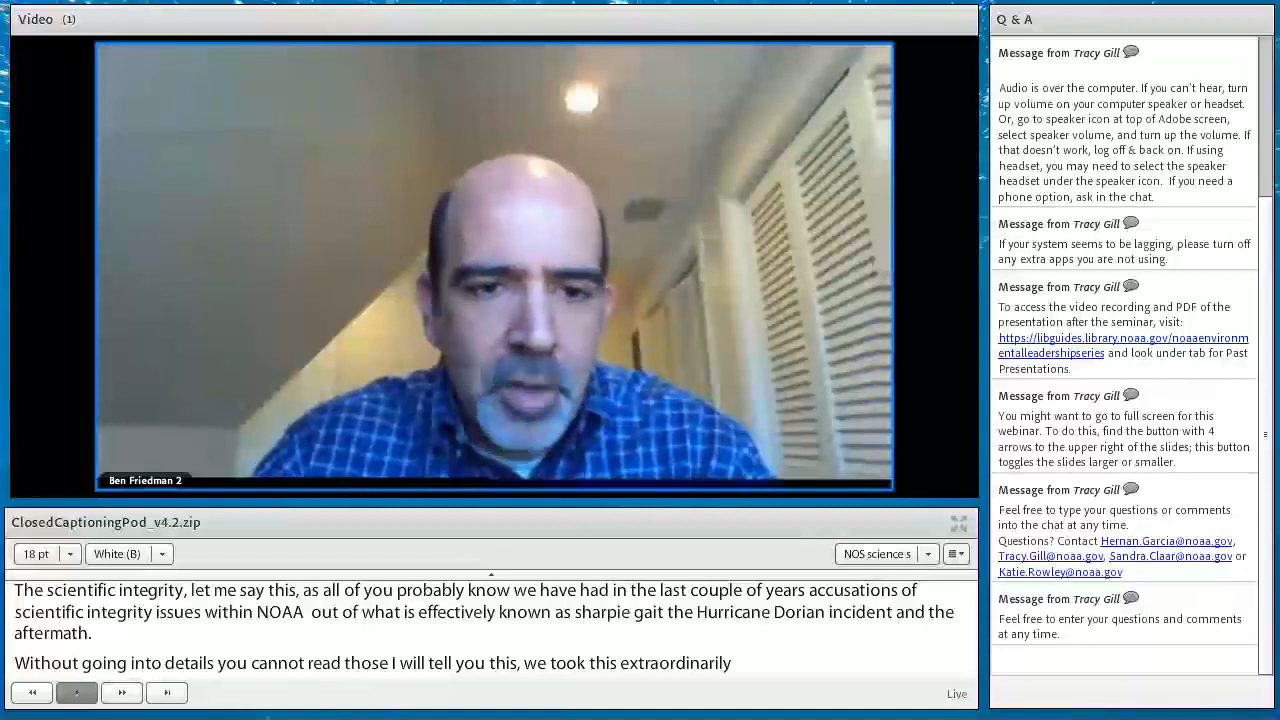 Video (1)
Ben Friedman 2
ClosedCaptioningPod_v4.2.zip
18 pt
White (B)
NOS science s
The scientific integrity, let me say this, as all of you probably know we have had in the last couple of years accusations of
scientific integrity issues within NOAA out of what is effectively known as sharpie gait the Hurricane Dorian incident and the
aftermath.
Without going into details you cannot read those I will tell you this, we took this extraordinarily
Live
Q & A
Message from Tracy Gill
Audio is over the computer. If you can't hear, turn
up volume on your computer speaker or headset.
Or, go to speaker icon at top of Adobe screen,
select speaker volume, and turn up the volume. If
that doesn't work, log off & back on. If using
headset, you may need to select the speaker
headset under the speaker icon. If you need a
phone option, ask in the chat.
Message from Tracy Gill
If your system seems to be lagging, please turn off
any extra apps you are not using.
Message from Tracy Gill
To access the video recording and PDF of the
presentation after the seminar, visit:
https://libguides.library.noaa.gov/noaaenvironm
entalleadershipseries and look under tab for Past
Presentations.
Message from Tracy Gill
You might want to go to full screen for this
webinar. To do this, find the button with 4
arrows to the upper right of the slides; this button
toggles the slides larger or smaller.
Message from Tracy Gill
Feel free to type your questions or comments
into the chat at any time.
Questions? Contact Hernan.Garcia@noaa.gov,
Tracy.Gill@noaa.gov, Sandra.Claar@noaa.gov or
Katie.Rowley@noaa.gov
Message from Tracy Gill
Feel free to enter your questions and comments
at any time.